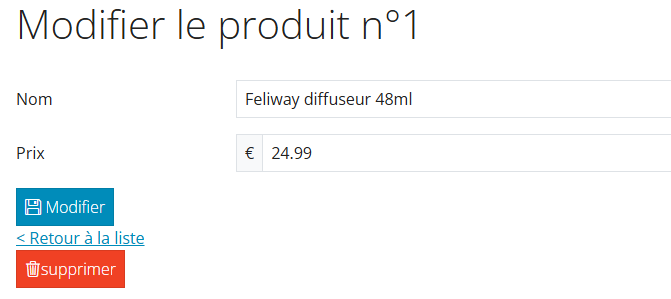 Modifier le produit n°1
Nom Feliway diffuseur 48ml
Prix € 24.99
Modifier
< Retour à la liste
supprimer